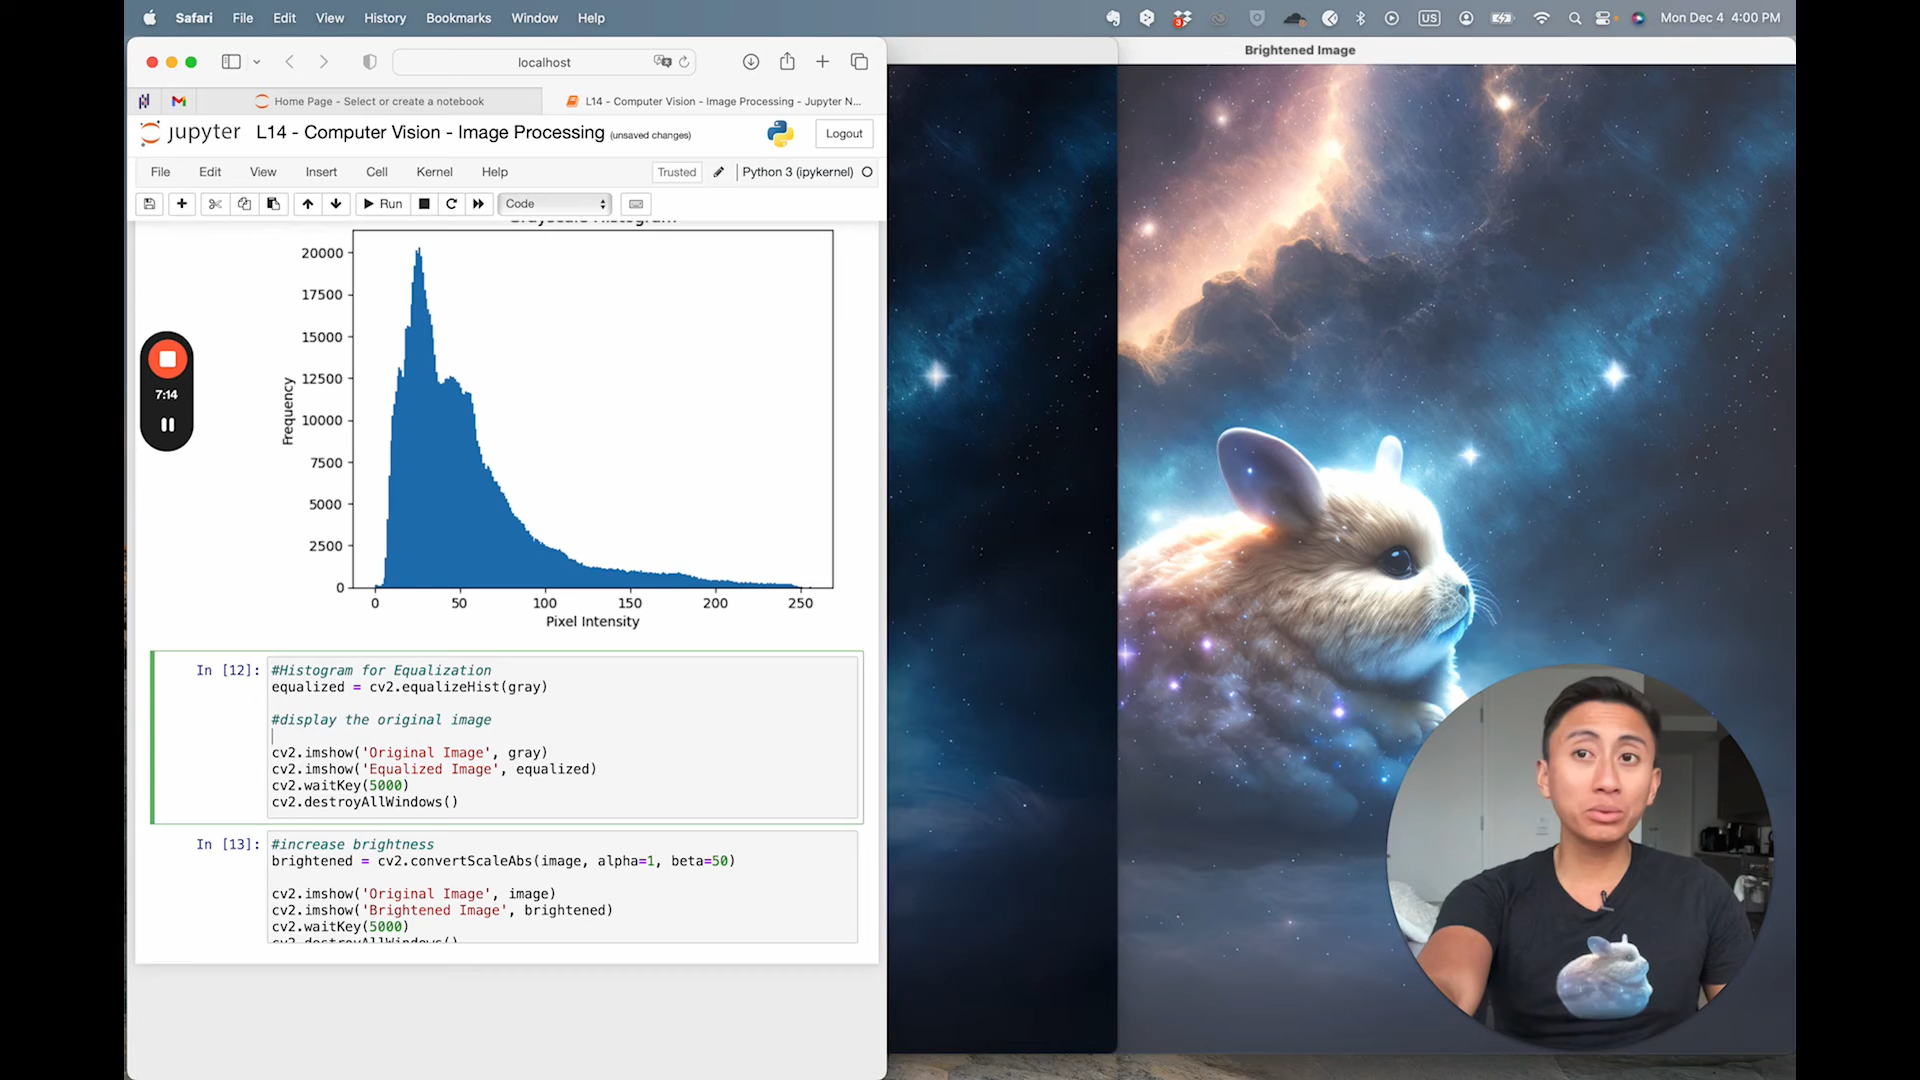 Safari File Edit View History Bookmarks Window Help
3
US
Mon Dec 4 4:00 PM
localhost
Home Page - Select or create a notebook
L14 - Computer Vision - Image Processing - Jupyter N...
jupyter L14 - Computer Vision - Image Processing (unsaved changes)
Logout
File Edit View Insert Cell Kernel Help
Trusted
Python 3 (ipykernel)
Run
Code
Brightened Image
Grayscale Histogram
20000
17500
15000
12500
10000
7500
5000
2500
0
Frequency
0 50 100 150 200 250
Pixel Intensity
7:14
In [12]:
#Histogram for Equalization
equalized = cv2.equalizeHist(gray)
#display the original image
cv2.imshow('Original Image', gray)
cv2.imshow('Equalized Image', equalized)
cv2.waitKey(5000)
cv2.destroyAllWindows()
In [13]:
#increase brightness
brightened = cv2.convertScaleAbs(image, alpha=1, beta=50)
cv2.imshow('Original Image', image)
cv2.imshow('Brightened Image', brightened)
cv2.waitKey(5000)
cv2.destroyAllWindows()